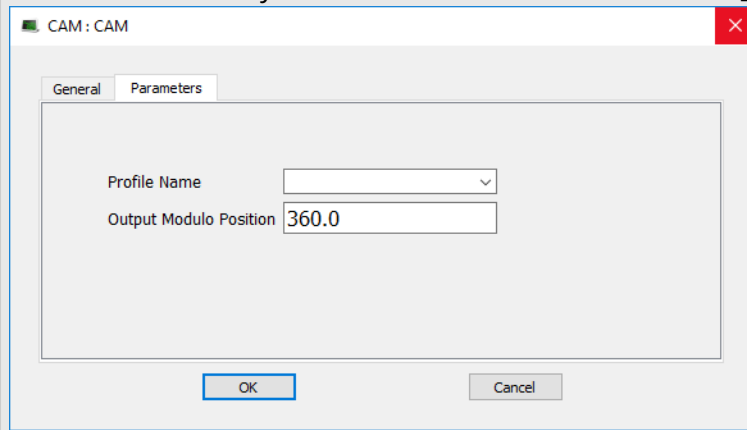 CAM : CAM
General Parameters
Profile Name
Output Modulo Position 360.0
OK Cancel